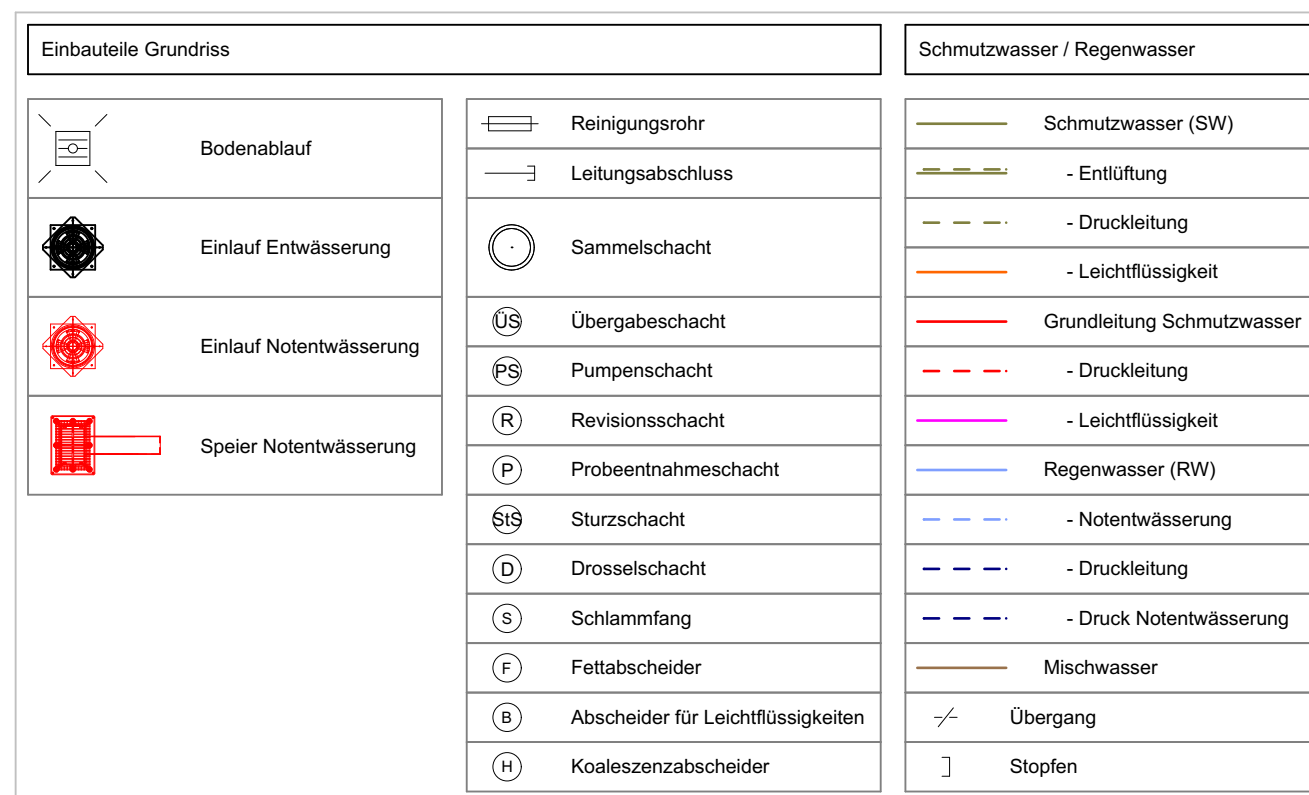 Einbauteile Grundriss
Bodenablauf
Einlauf Entwässerung
Einlauf Notentwässerung
Speier Notentwässerung
Reinigungsrohr
Leitungsabschluss
Sammelschacht
ÜS Übergabeschacht
PS Pumpenschacht
R Revisionsschacht
P Probeentnahmeschacht
StS Sturzschacht
D Drosselschacht
S Schlammfang
F Fettabscheider
B Abscheider für Leichtflüssigkeiten
H Koaleszenzabscheider
Schmutzwasser / Regenwasser
Schmutzwasser (SW)
- Entlüftung
- Druckleitung
- Leichtflüssigkeit
Grundleitung Schmutzwasser
- Druckleitung
- Leichtflüssigkeit
Regenwasser (RW)
- Notentwässerung
- Druckleitung
- Druck Notentwässerung
Mischwasser
Übergang
Stopfen